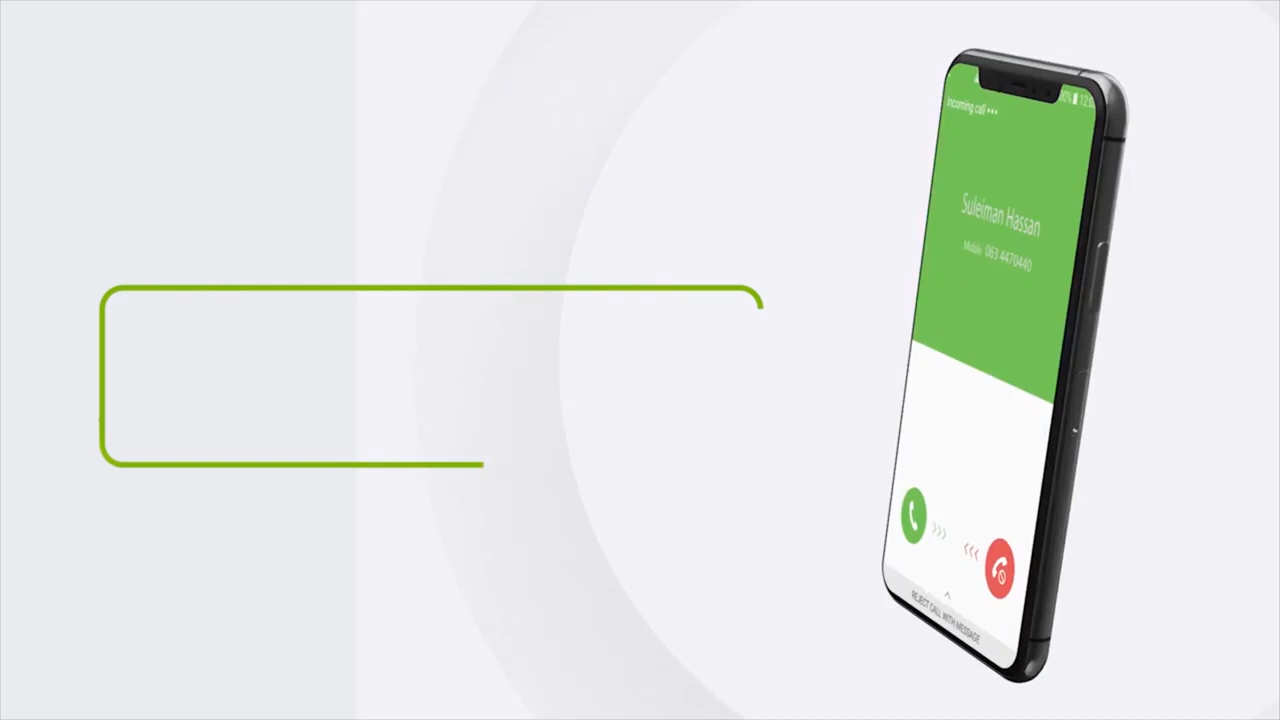 Incoming call •••
Suleiman Hassan
Mobile 063 4470440
REJECT CALL WITH MESSAGE